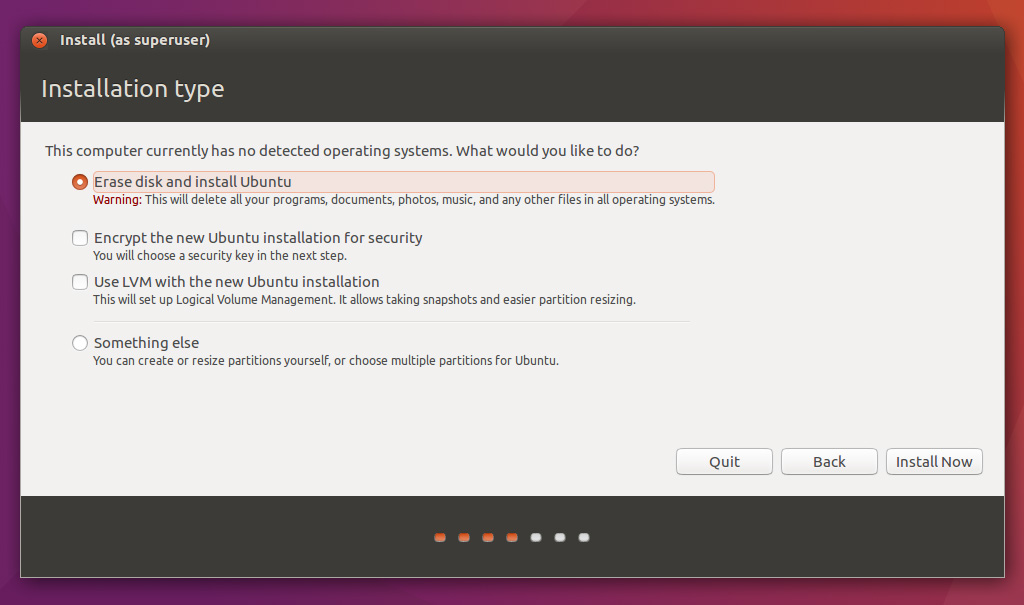 Install (as superuser)
Installation type
This computer currently has no detected operating systems. What would you like to do?
Erase disk and install Ubuntu
Warning: This will delete all your programs, documents, photos, music, and any other files in all operating systems.
Encrypt the new Ubuntu installation for security
You will choose a security key in the next step.
Use LVM with the new Ubuntu installation
This will set up Logical Volume Management. It allows taking snapshots and easier partition resizing.
Something else
You can create or resize partitions yourself, or choose multiple partitions for Ubuntu.
Quit Back Install Now